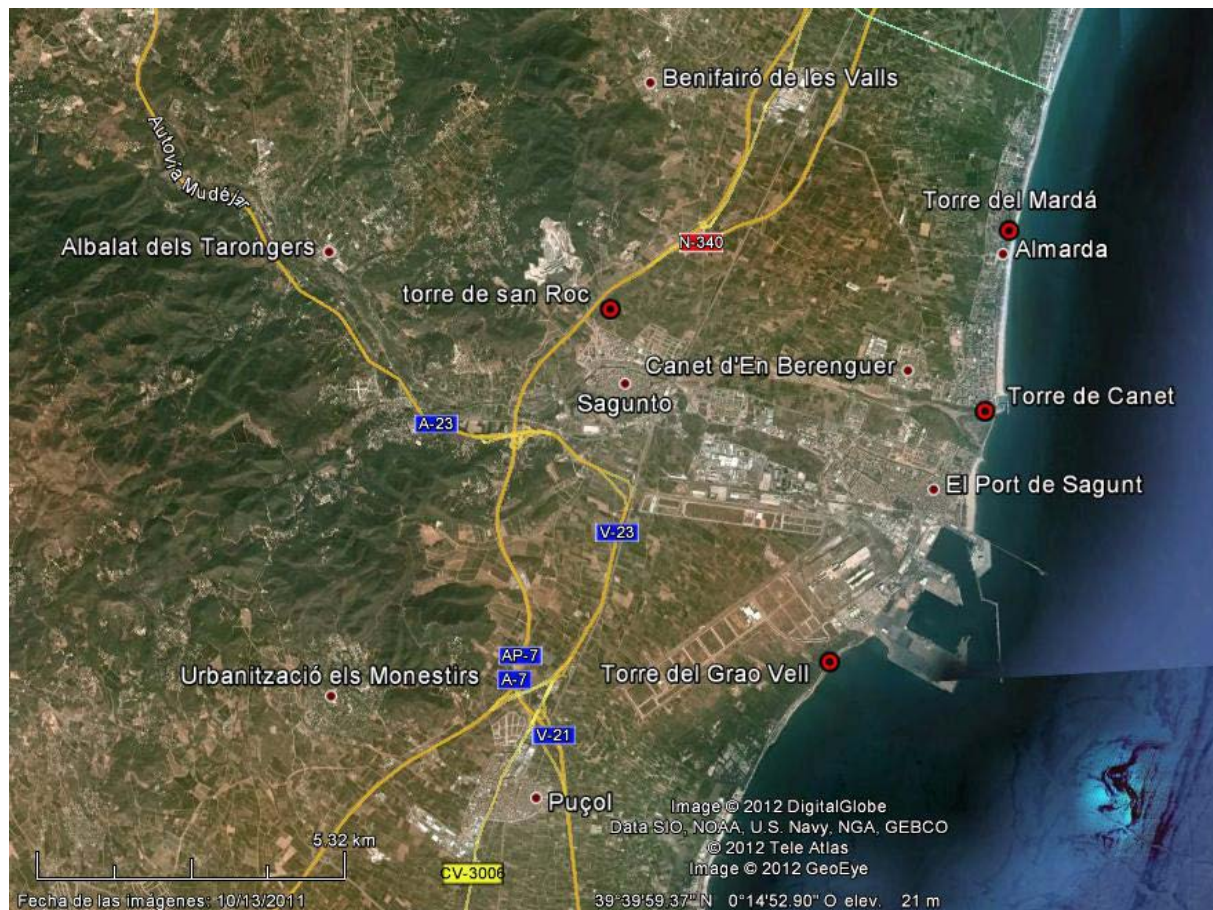 Benifairó de les Valls
Autovía Mudéjar
Torre del Mardá
N-340
Albalat dels Tarongers
Almarda
torre de san Roc
Canet d'En Berenguer
Sagunto
Torre de Canet
A-23
El Port de Sagunt
V-23
AP-7
Urbanització els Monestirs
A-7
Torre del Grao Vell
V-21
Puçol
Image © 2012 DigitalGlobe
Data SIO, NOAA, U.S. Navy, NGA, GEBCO
5.32 km
© 2012 Tele Atlas
Image © 2012 GeoEye
CV-3006
Fecha de las imágenes: 10/13/2011
39°39'59.37" N 0°14'52.90" O elev. 21 m